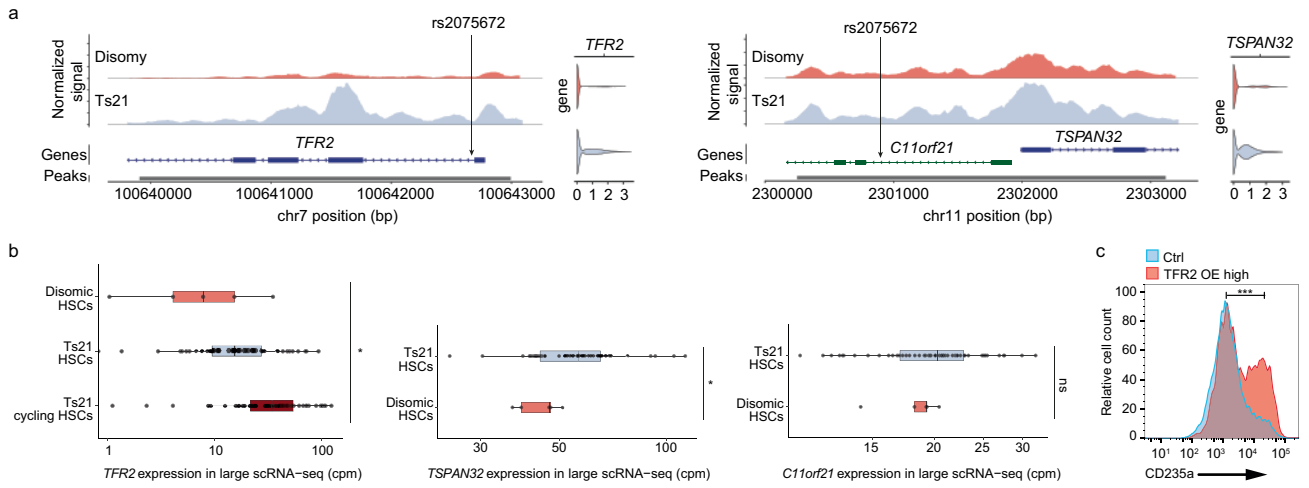 a
rs2075672
Normalized signal
Disomy
Ts21
TFR2
Genes
Peaks
100640000 100641000 100642000 100643000
chr7 position (bp)
TFR2
gene
0 1 2 3
rs2075672
Normalized signal
Disomy
Ts21
TSPAN32
Genes
C11orf21
Peaks
2300000 2301000 2302000 2303000
chr11 position (bp)
TSPAN32
gene
0 1 2 3
b
Disomic
HSCs
Ts21
HSCs
Ts21
cycling HSCs
*
1 10 100
TFR2 expression in large scRNA−seq (cpm)
Ts21
HSCs
Disomic
HSCs
*
30 50 100
TSPAN32 expression in large scRNA−seq (cpm)
Ts21
HSCs
Disomic
HSCs
ns
15 20 25 30
C11orf21 expression in large scRNA−seq (cpm)
c
Ctrl
TFR2 OE high
***
Relative cell count
100
80
60
40
20
0
10¹ 10² 10³ 10⁴ 10⁵
CD235a